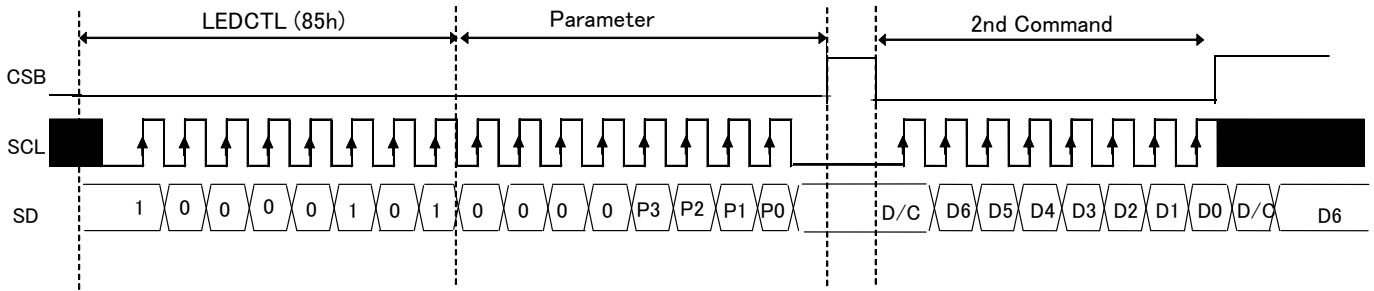 LEDCTL (85h) Parameter 2nd Command
CSB
SCL
SD 1 0 0 0 0 1 0 1 0 0 0 0 P3 P2 P1 P0 D/C D6 D5 D4 D3 D2 D1 D0 D/C D6